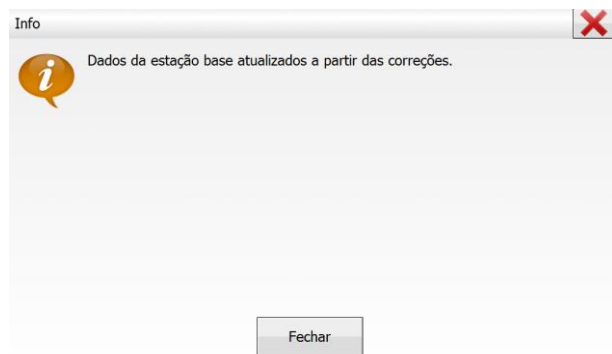 Info
Dados da estação base atualizados a partir das correções.
Fechar